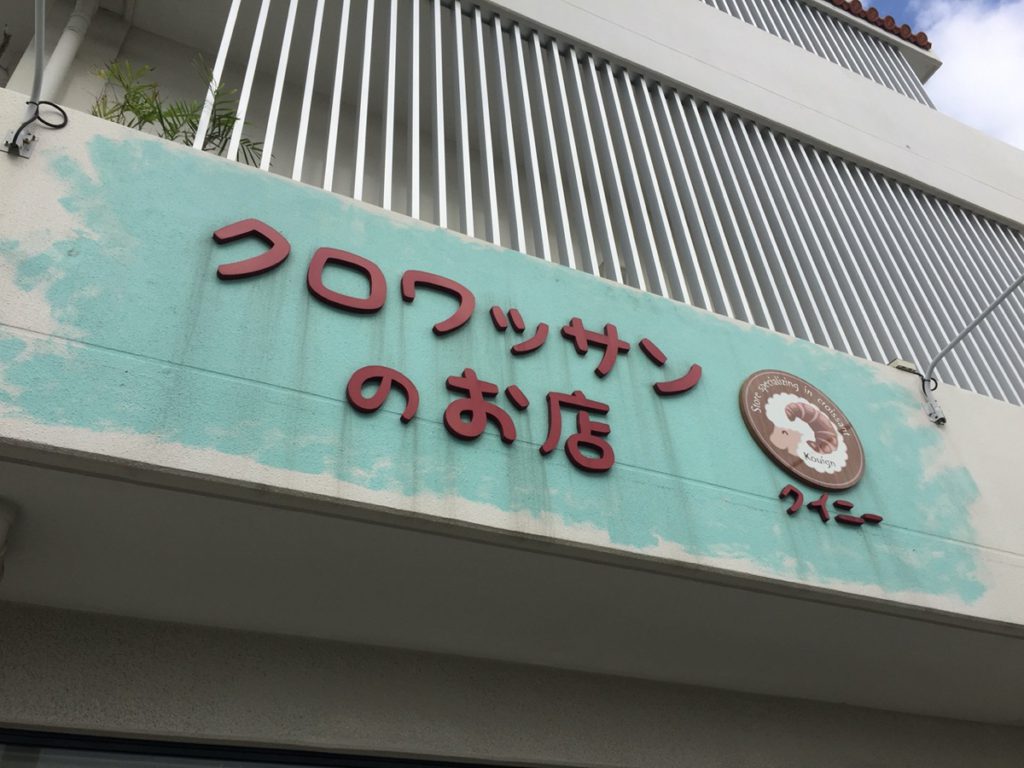 クロワッサン
のお店
Store specializing in croissant
Kouign
クイニー